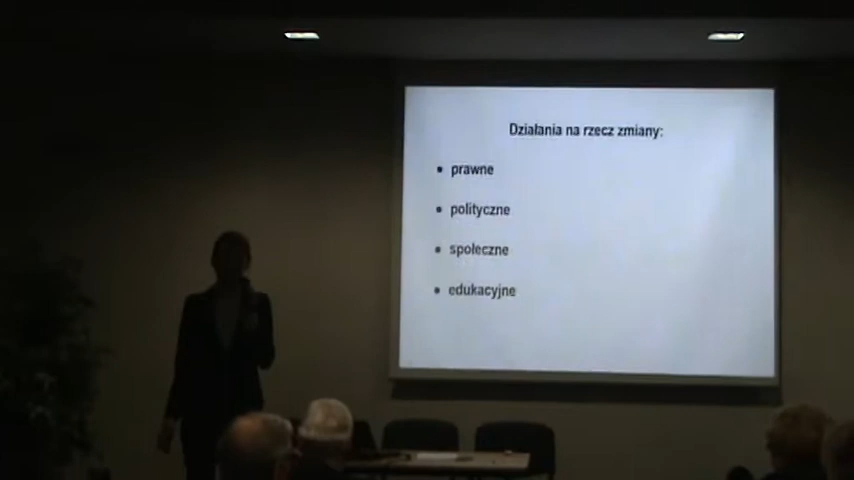 Działania na rzecz zmiany:
• prawne
• polityczne
• społeczne
• edukacyjne